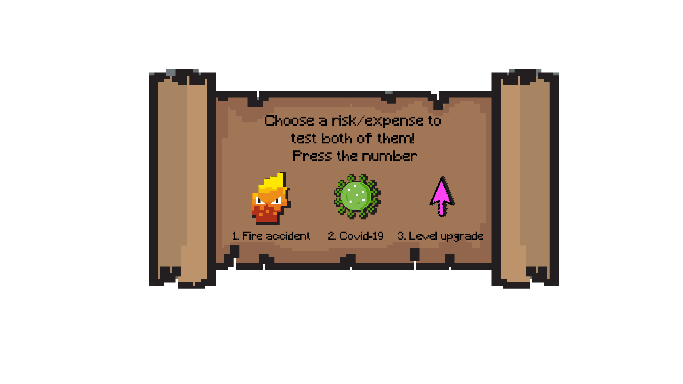 Choose a risk/expense to
test both of them!
Press the number
1. Fire accident 2. Covid-19 3. Level upgrade